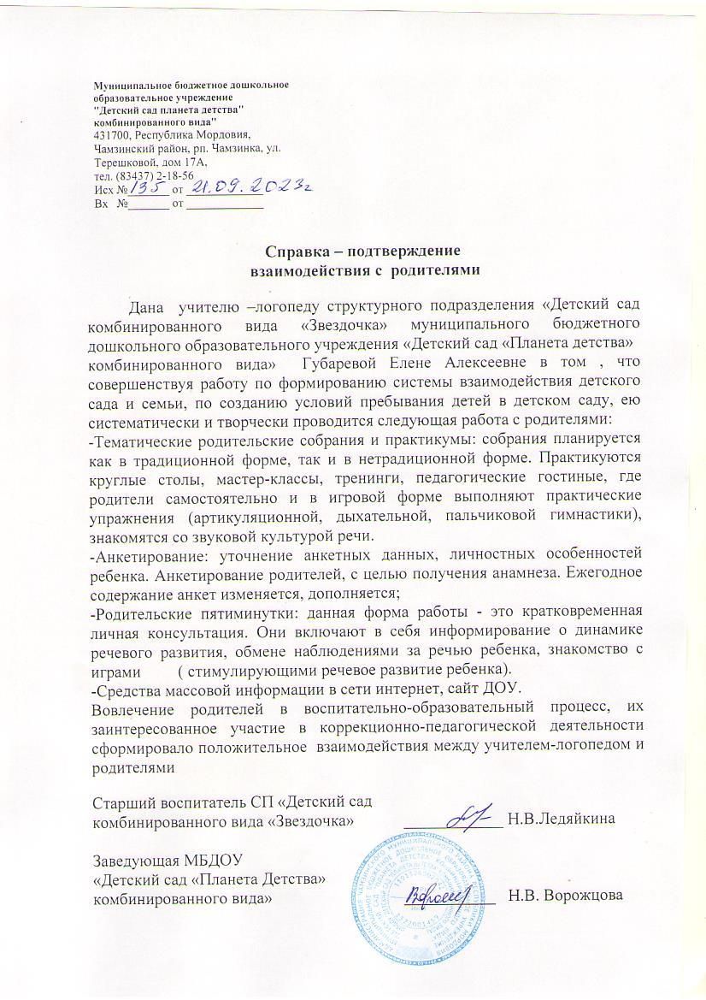 Муниципальное бюджетное дошкольное
образовательное учреждение
"Детский сад планета детства"
комбинированного вида"
431700, Республика Мордовия,
Чамзинский район, рп. Чамзинка, ул.
Терешковой, дом 17А,
тел. (83437) 2-18-56
Исх № 135 от 21.09.2023г
Вх № от
Справка – подтверждение
взаимодействия с родителями
Дана учителю –логопеду структурного подразделения «Детский сад
комбинированного вида «Звездочка» муниципального бюджетного
дошкольного образовательного учреждения «Детский сад «Планета детства»
комбинированного вида» Губаревой Елене Алексеевне в том , что
совершенствуя работу по формированию системы взаимодействия детского
сада и семьи, по созданию условий пребывания детей в детском саду, ею
систематически и творчески проводится следующая работа с родителями:
-Тематические родительские собрания и практикумы: собрания планируется
как в традиционной форме, так и в нетрадиционной форме. Практикуются
круглые столы, мастер-классы, тренинги, педагогические гостиные, где
родители самостоятельно и в игровой форме выполняют практические
упражнения (артикуляционной, дыхательной, пальчиковой гимнастики),
знакомятся со звуковой культурой речи.
-Анкетирование: уточнение анкетных данных, личностных особенностей
ребенка. Анкетирование родителей, с целью получения анамнеза. Ежегодное
содержание анкет изменяется, дополняется;
-Родительские пятиминутки: данная форма работы - это кратковременная
личная консультация. Они включают в себя информирование о динамике
речевого развития, обмене наблюдениями за речью ребенка, знакомство с
играми ( стимулирующими речевое развитие ребенка).
-Средства массовой информации в сети интернет, сайт ДОУ.
Вовлечение родителей в воспитательно-образовательный процесс, их
заинтересованное участие в коррекционно-педагогической деятельности
сформировало положительное взаимодействия между учителем-логопедом и
родителями
Старший воспитатель СП «Детский сад
комбинированного вида «Звездочка» Н.В.Ледяйкина
Заведующая МБДОУ
«Детский сад «Планета Детства»
комбинированного вида» Н.В. Ворожцова